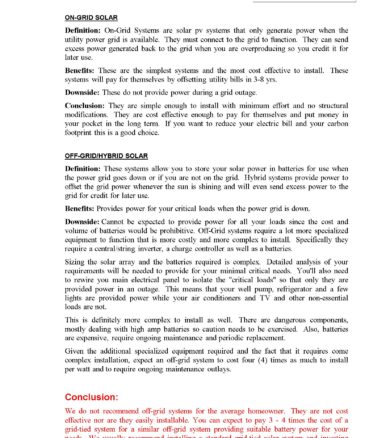 ON-GRID SOLAR
Definition: On-Grid Systems are solar pv systems that only generate power when the
utility power grid is available. They must connect to the grid to function. They can send
excess power generated back to the grid when you are overproducing so you credit it for
later use.
Benefits: These are the simplest systems and the most cost effective to install. These
systems will pay for themselves by offsetting utility bills in 3-8 yrs.
Downside: These do not provide power during a grid outage.
Conclusion: They are simple enough to install with minimum effort and no structural
modifications. They are cost effective enough to pay for themselves and put money in
your pocket in the long term. If you want to reduce your electric bill and your carbon
footprint this is a good choice.
OFF-GRID/HYBRID SOLAR
Definition: These systems allow you to store your solar power in batteries for use when
the power grid goes down or if you are not on the grid. Hybrid systems provide power to
offset the grid power whenever the sun is shining and will even send excess power to the
grid for credit for later use.
Benefits: Provides power for your critical loads when the power grid is down.
Downside: Cannot be expected to provide power for all your loads since the cost and
volume of batteries would be prohibitive. Off-Grid systems require a lot more specialized
equipment to function that is more costly and more complex to install. Specifically they
require a central/string inverter, a charge controller as well as a batteries.
Sizing the solar array and the batteries required is complex. Detailed analysis of your
requirements will be needed to provide for your minimal critical needs. You'll also need
to rewire you main electrical panel to isolate the "critical loads" so that only they are
provided power in an outage. This means that your well pump, refrigerator and a few
lights are provided power while your air conditioners and TV and other non-essential
loads are not.
This is definitely more complex to install as well. There are dangerous components,
mostly dealing with high amp batteries so caution needs to be exercised. Also, batteries
are expensive, require ongoing maintenance and periodic replacement.
Given the additional specialized equipment required and the fact that it requires come
complex installation, expect an off-grid system to cost four (4) times as much to install
per watt and to require ongoing maintenance outlays.
Conclusion:
We do not recommend off-grid systems for the average homeowner. They are not cost
effective nor are they easily installable. You can expect to pay 3 - 4 times the cost of a
grid-tied system for a similar off-grid system providing suitable battery power for your
needs. We usually recommend installing a standard grid-tied solar system and investing